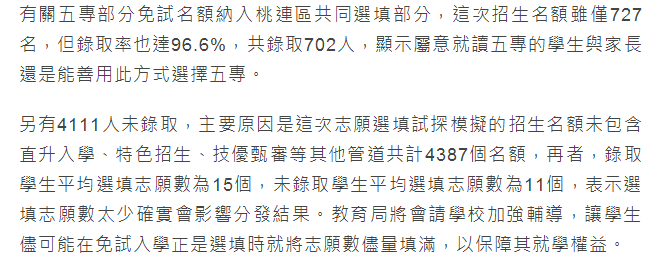 有關五專部分免試名額納入桃連區共同選填部分，這次招生名額雖僅727
名，但錄取率也達96.6%，共錄取702人，顯示屬意就讀五專的學生與家長
還是能善用此方式選擇五專。
另有4111人未錄取，主要原因是這次志願選填試探模擬的招生名額未包含
直升入學、特色招生、技優甄審等其他管道共計4387個名額，再者，錄取
學生平均選填志願數為15個，未錄取學生平均選填志願數為11個，表示選
填志願數太少確實會影響分發結果。教育局將會請學校加強輔導，讓學生
儘可能在免試入學正是選填時就將志願數儘量填滿，以保障其就學權益。